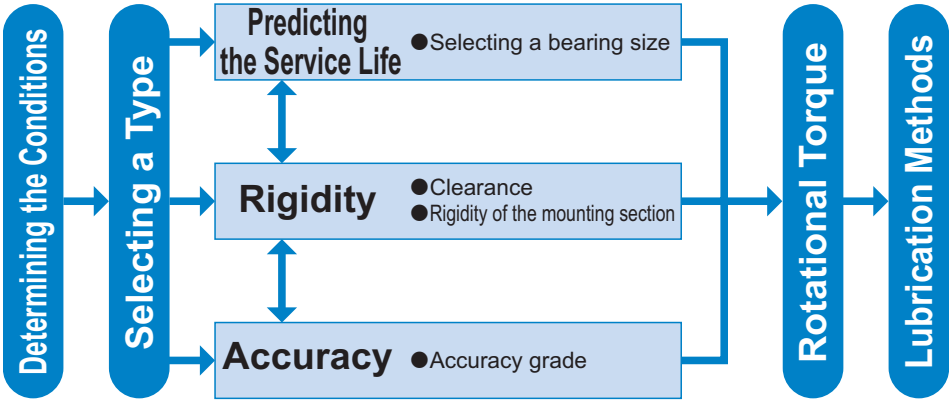 Determining the Conditions
Selecting a Type
Predicting
the Service Life
●Selecting a bearing size
Rigidity
●Clearance
●Rigidity of the mounting section
Accuracy
●Accuracy grade
Rotational Torque
Lubrication Methods